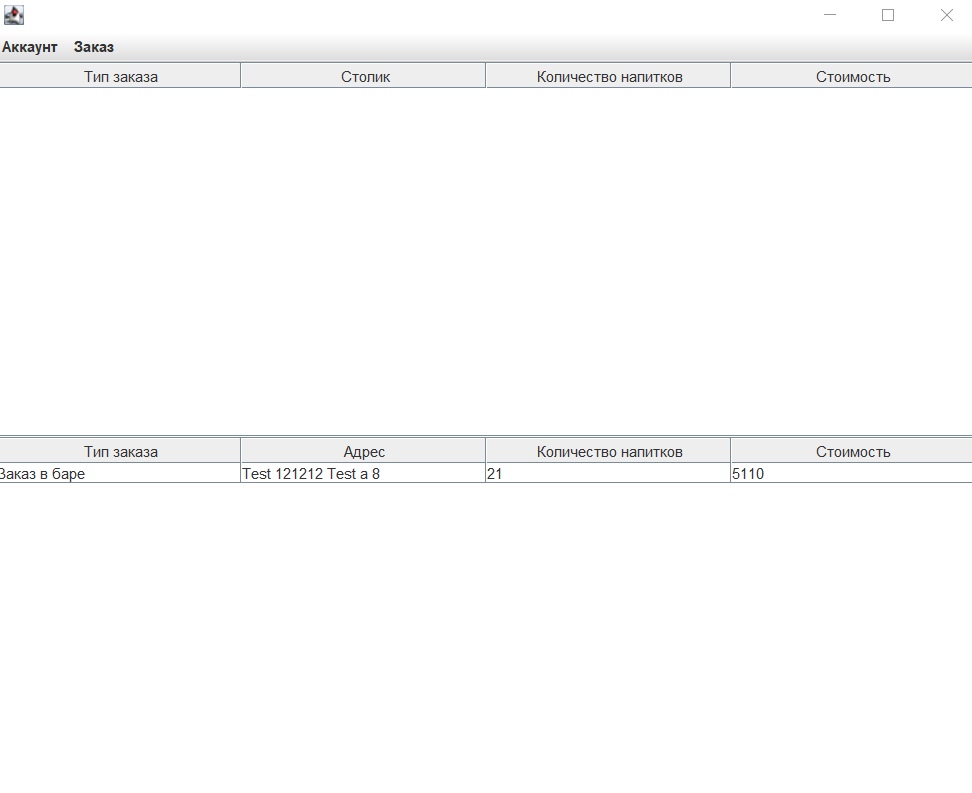 Аккаунт Заказ
Тип заказа Столик Количество напитков Стоимость
Тип заказа Адрес Количество напитков Стоимость
Заказ в баре Test 121212 Test a 8 21 5110